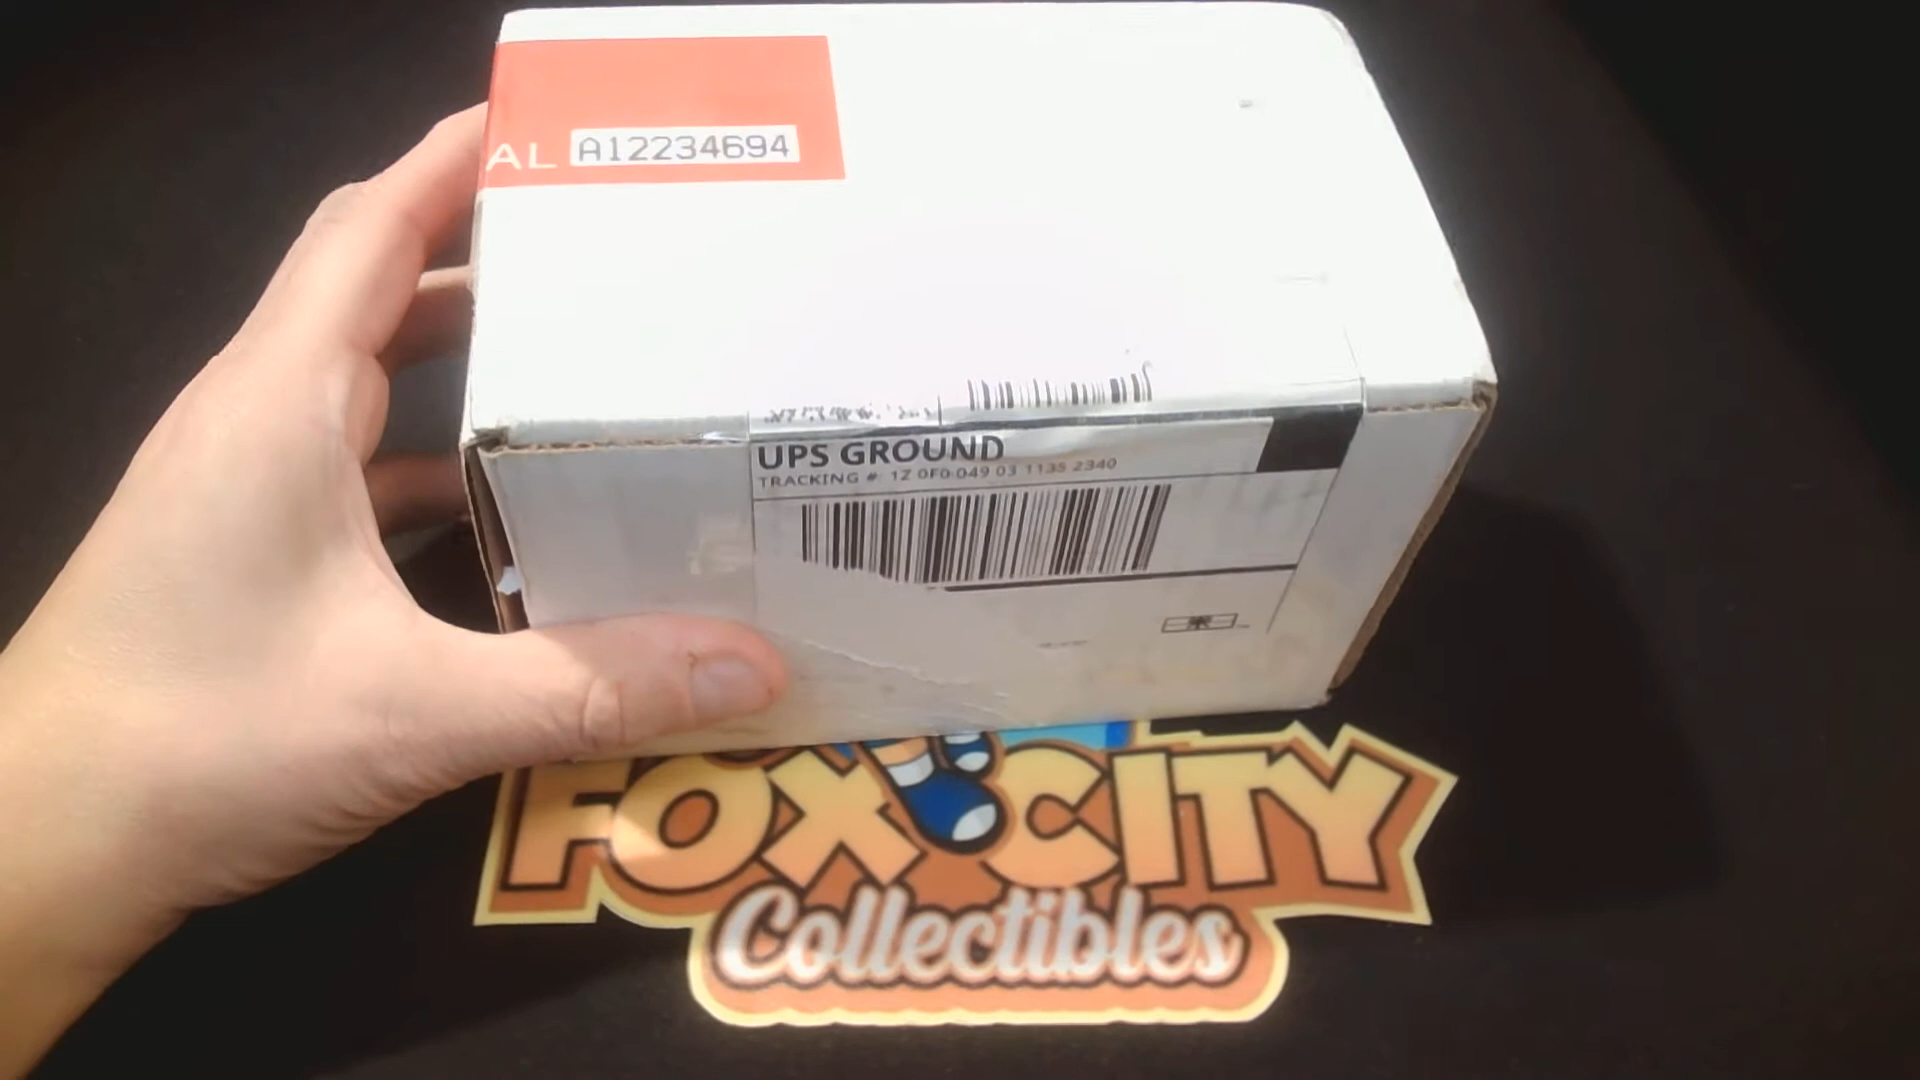 AL A12234694
UPS GROUND
TRACKING #: 1Z 0F0 049 03 1135 2340
FOX CITY
Collectibles